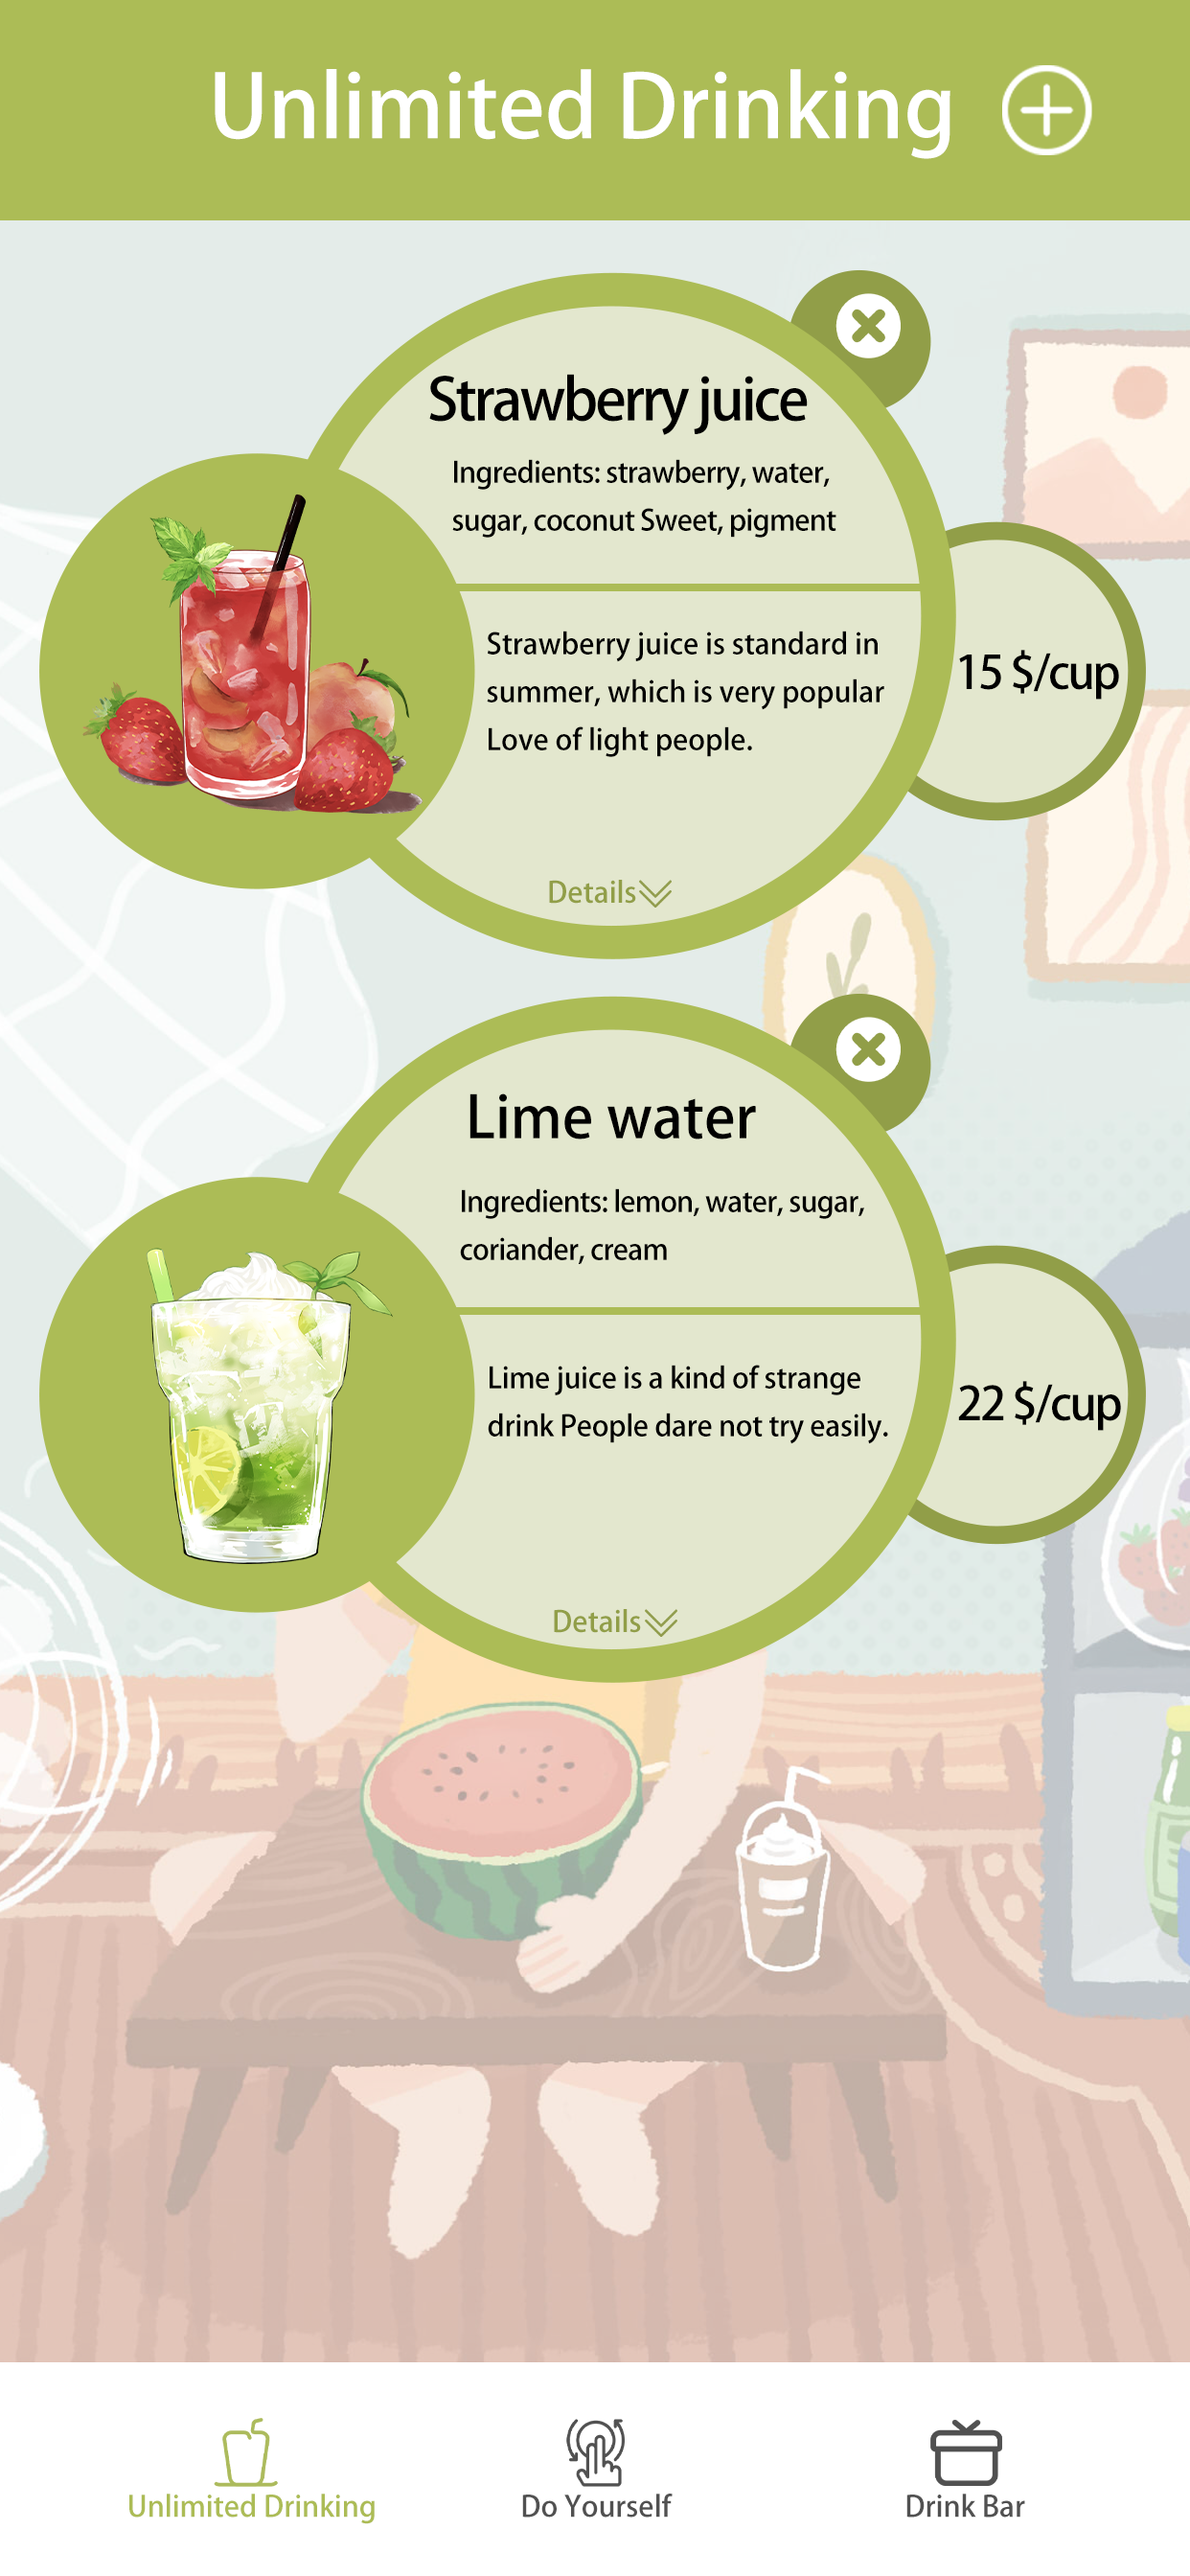 Unlimited Drinking
Strawberry juice
Ingredients: strawberry, water,
sugar, coconut Sweet, pigment
Strawberry juice is standard in
summer, which is very popular
Love of light people.
15 $/cup
Details
Lime water
Ingredients: lemon, water, sugar,
coriander, cream
Lime juice is a kind of strange
drink People dare not try easily.
22 $/cup
Details
Unlimited Drinking
Do Yourself
Drink Bar